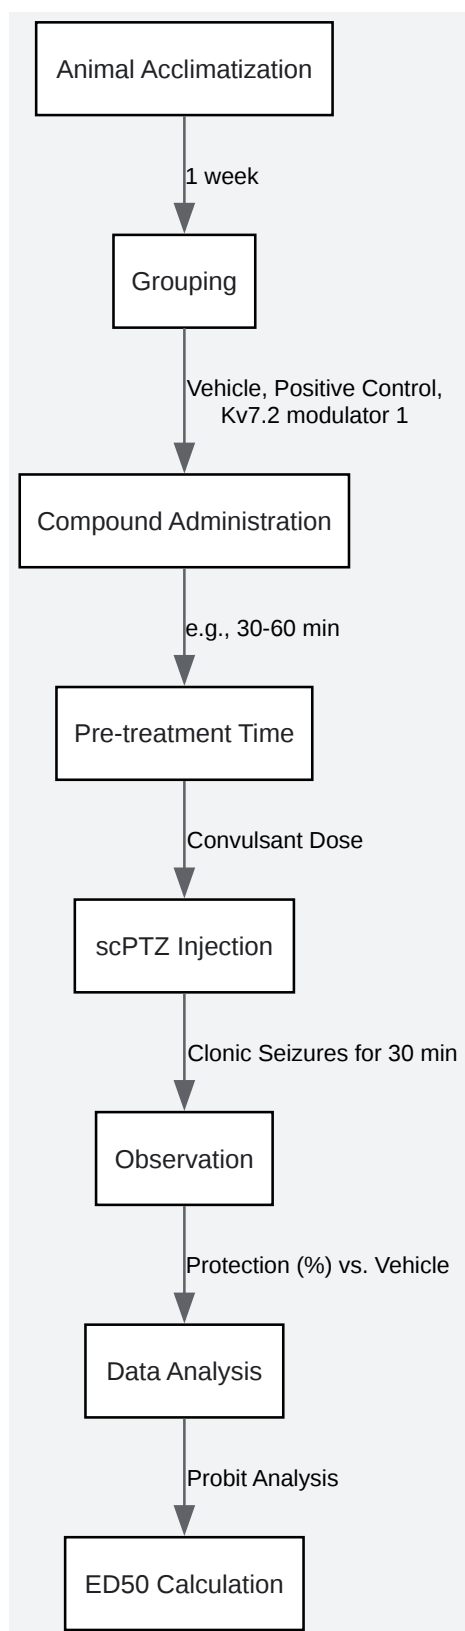 Animal Acclimatization
1 week
Grouping
Vehicle, Positive Control,
Kv7.2 modulator 1
Compound Administration
e.g., 30-60 min
Pre-treatment Time
Convulsant Dose
scPTZ Injection
Clonic Seizures for 30 min
Observation
Protection (%) vs. Vehicle
Data Analysis
Probit Analysis
ED50 Calculation